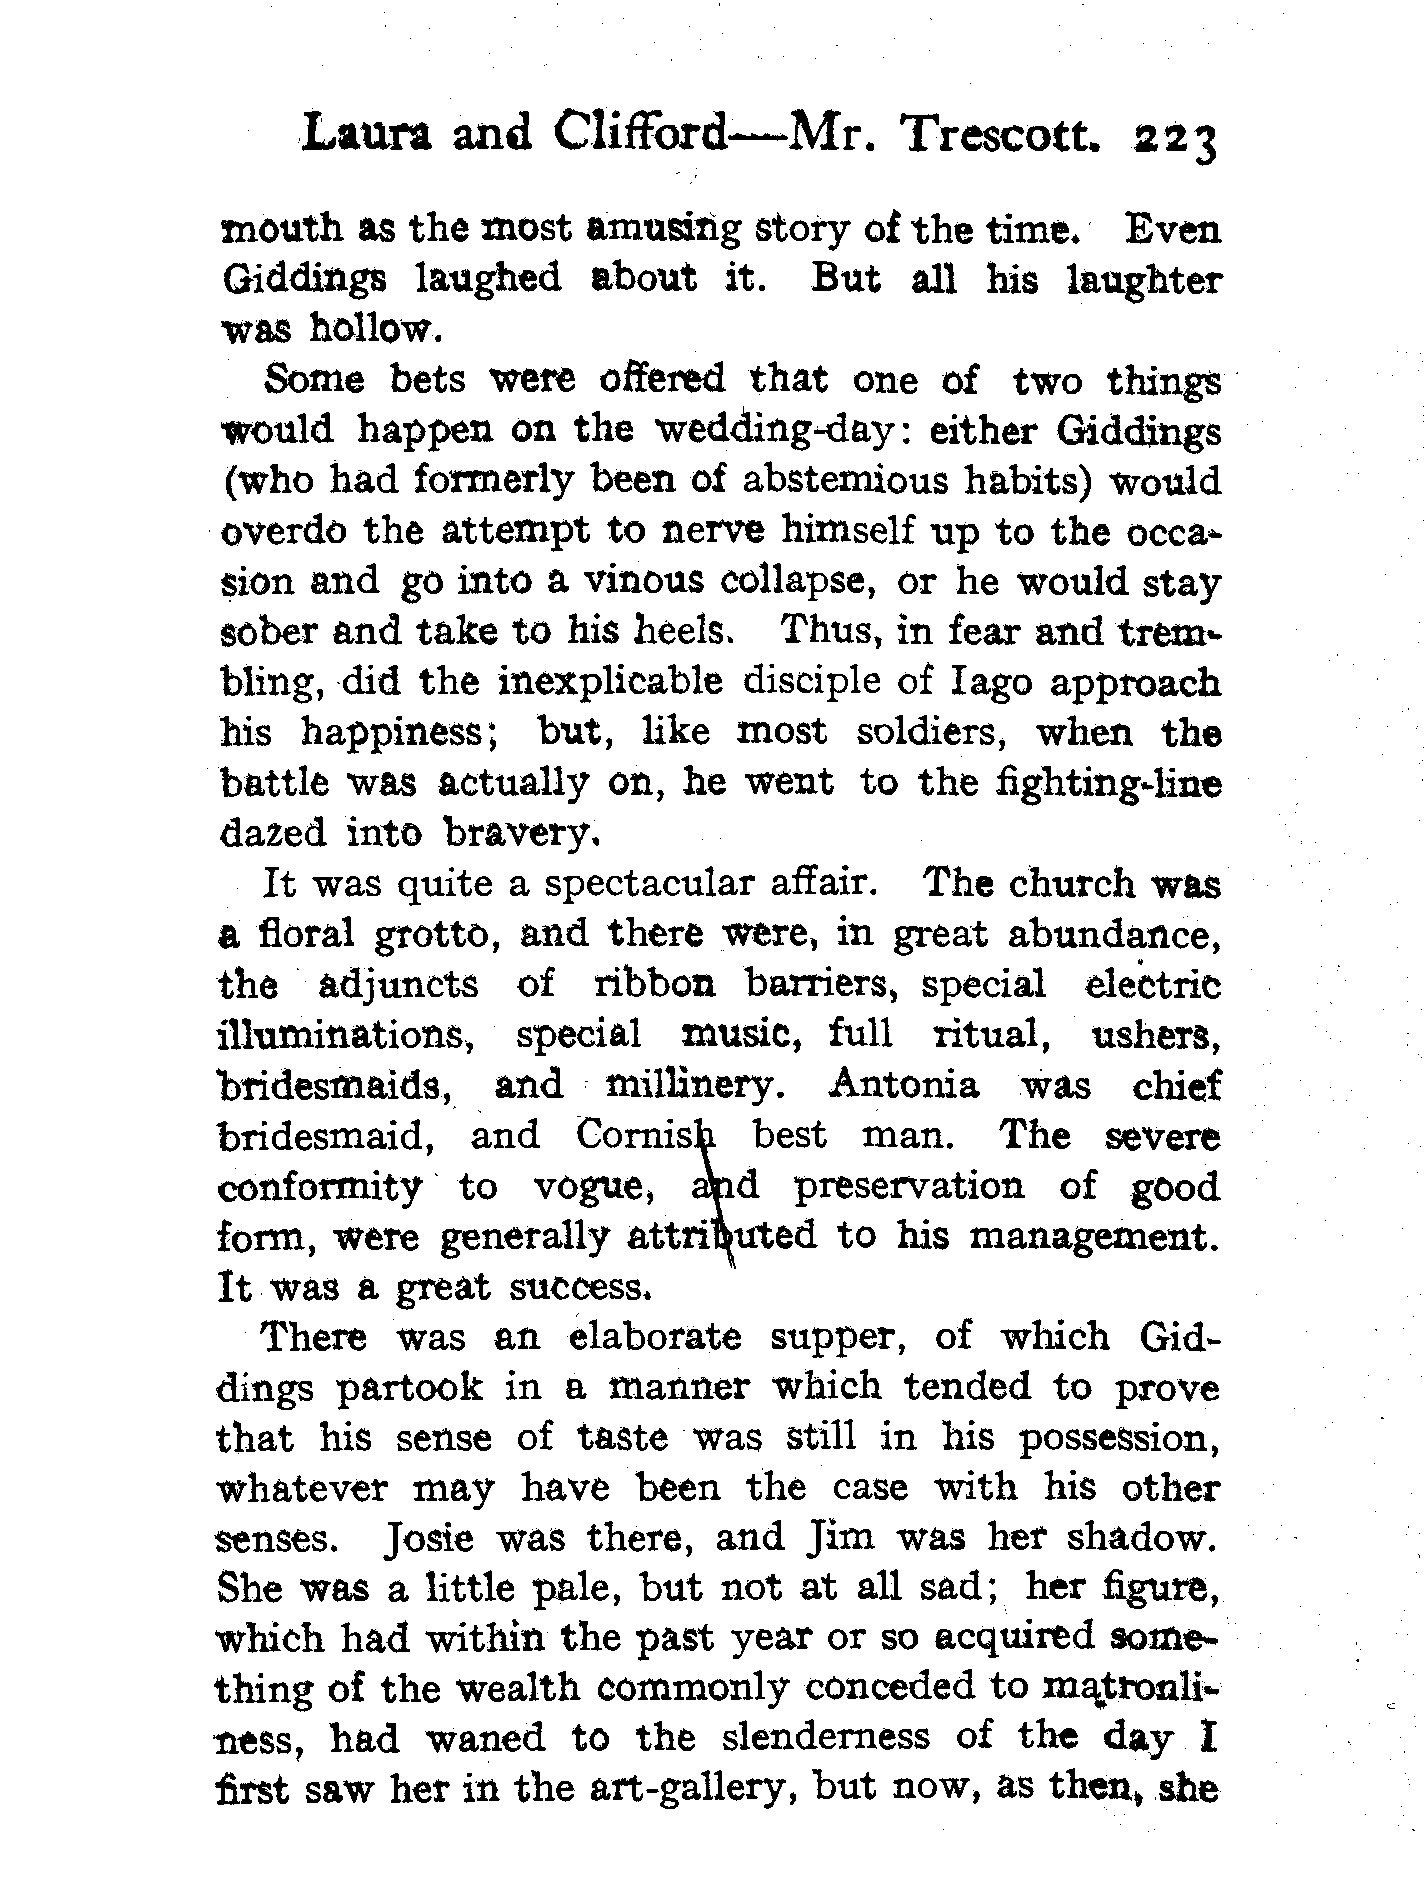 Laura and Clifford—Mr. Trescott. 223
mouth as the most amusing story of the time. Even
Giddings laughed about it. But all his laughter
was hollow.
Some bets were offered that one of two things
would happen on the wedding-day: either Giddings
(who had formerly been of abstemious habits) would
overdo the attempt to nerve himself up to the occa-
sion and go into a vinous collapse, or he would stay
sober and take to his heels. Thus, in fear and trem-
bling, did the inexplicable disciple of Iago approach
his happiness; but, like most soldiers, when the
battle was actually on, he went to the fighting-line
dazed into bravery.
It was quite a spectacular affair. The church was
a floral grotto, and there were, in great abundance,
the adjuncts of ribbon barriers, special electric
illuminations, special music, full ritual, ushers,
bridesmaids, and millinery. Antonia was chief
bridesmaid, and Cornish best man. The severe
conformity to vogue, and preservation of good
form, were generally attributed to his management.
It was a great success.
There was an elaborate supper, of which Gid-
dings partook in a manner which tended to prove
that his sense of taste was still in his possession,
whatever may have been the case with his other
senses. Josie was there, and Jim was her shadow.
She was a little pale, but not at all sad; her figure,
which had within the past year or so acquired some-
thing of the wealth commonly conceded to matronli-
ness, had waned to the slenderness of the day I
first saw her in the art-gallery, but now, as then, she